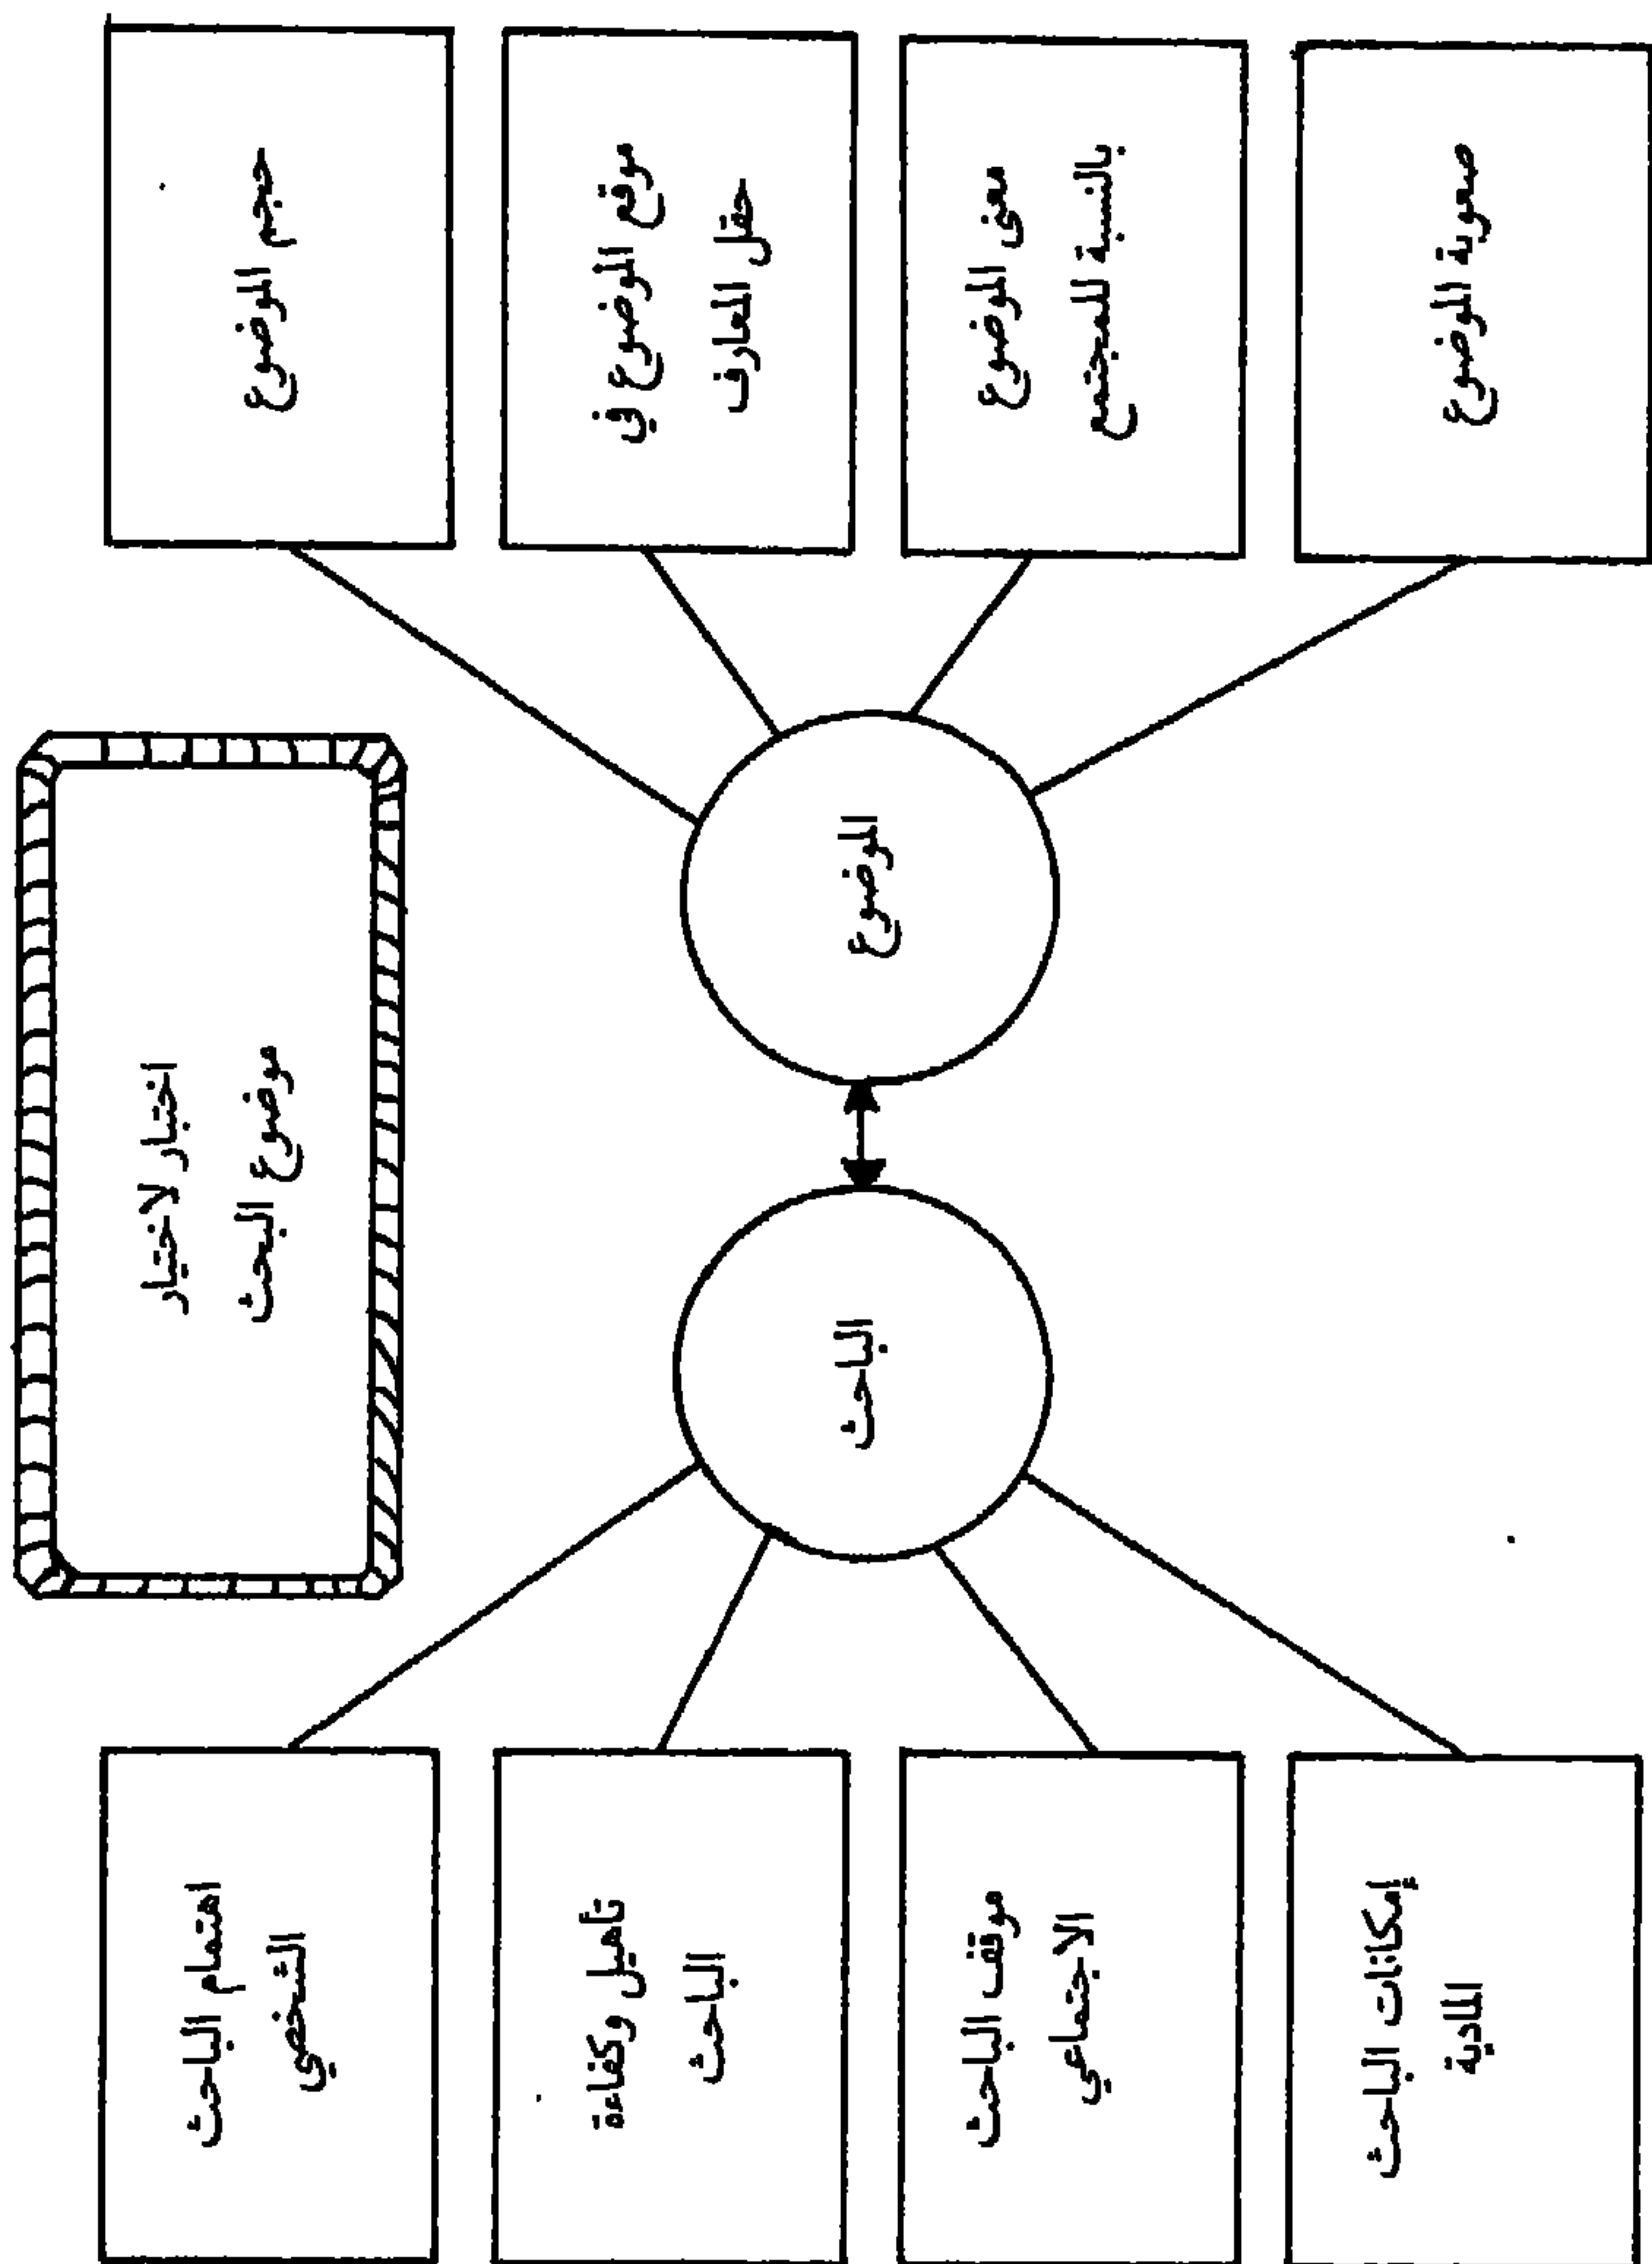 اختبار لاختيار
موضوع البحث
حجم الموضوع
موقع الموضوع في
حقل المعارف
معنى الموضوع
بالنسبة للمجتمع
صعوبة الموضوع
الموضوع
الباحث
اهتمام الباحث
الشخصي
تأهيل وكفاءة
الباحث
موقف الباحث
الاجتماعي
إمكانات الباحث
المادية